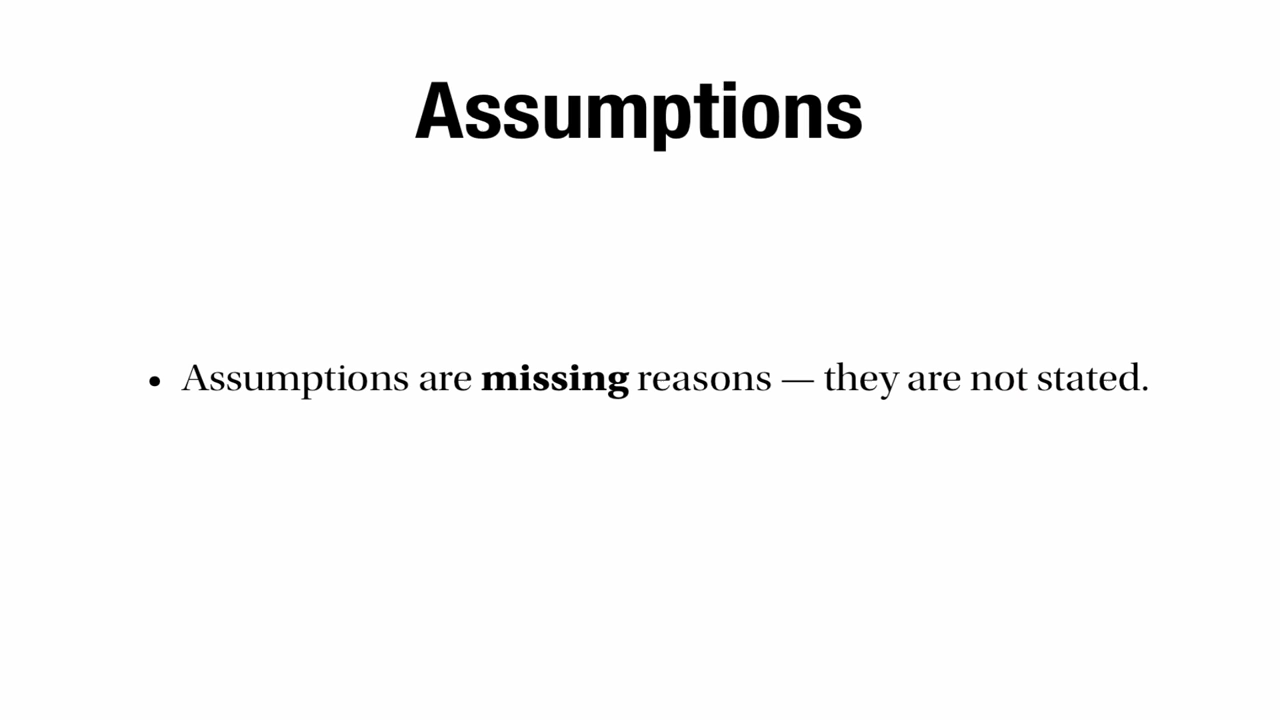 Assumptions
• Assumptions are missing reasons — they are not stated.